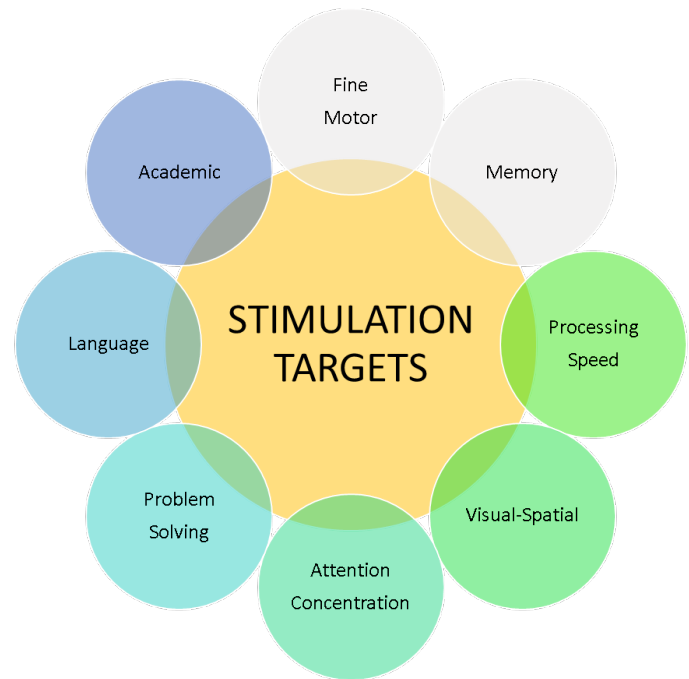 Fine
Motor
Memory
Processing
Speed
Visual-Spatial
Attention
Concentration
Problem
Solving
Language
Academic
STIMULATION
TARGETS